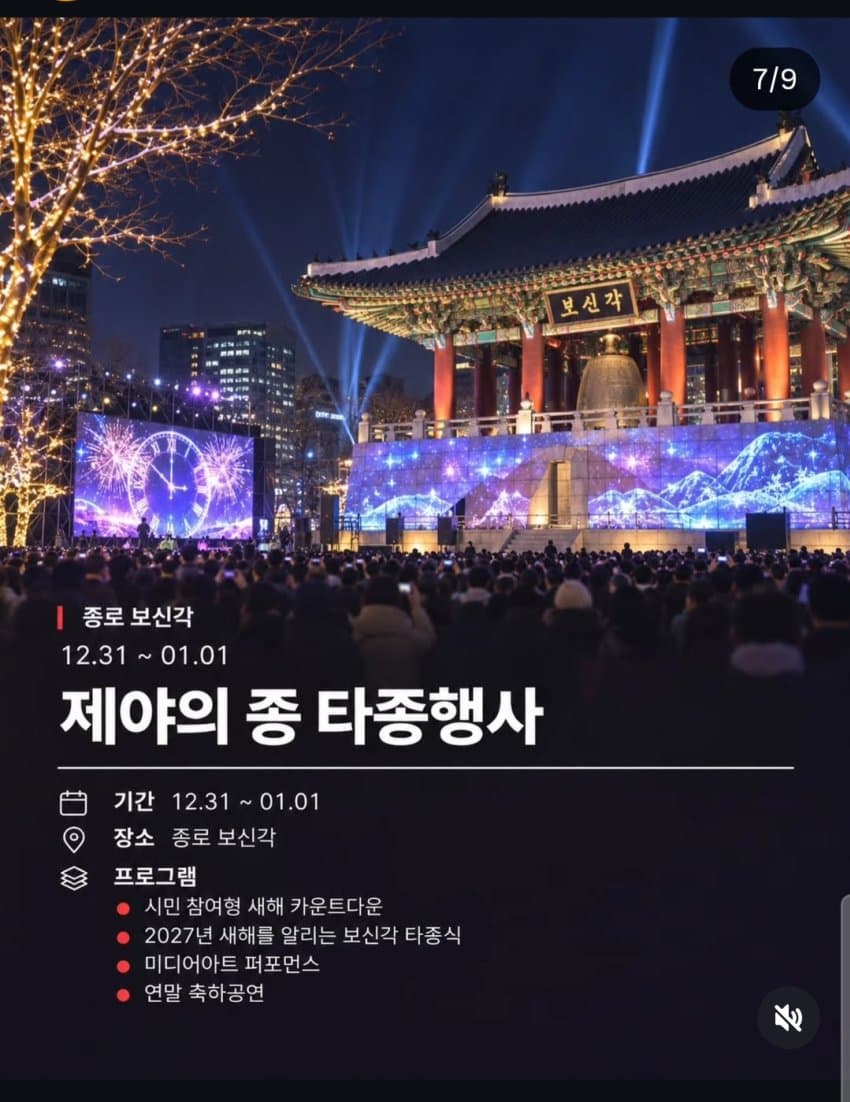 7/9
보신각
종로 보신각
12.31 ~ 01.01
제야의 종 타종행사
기간 12.31 ~ 01.01
장소 종로 보신각
프로그램
시민 참여형 새해 카운트다운
2027년 새해를 알리는 보신각 타종식
미디어아트 퍼포먼스
연말 축하공연